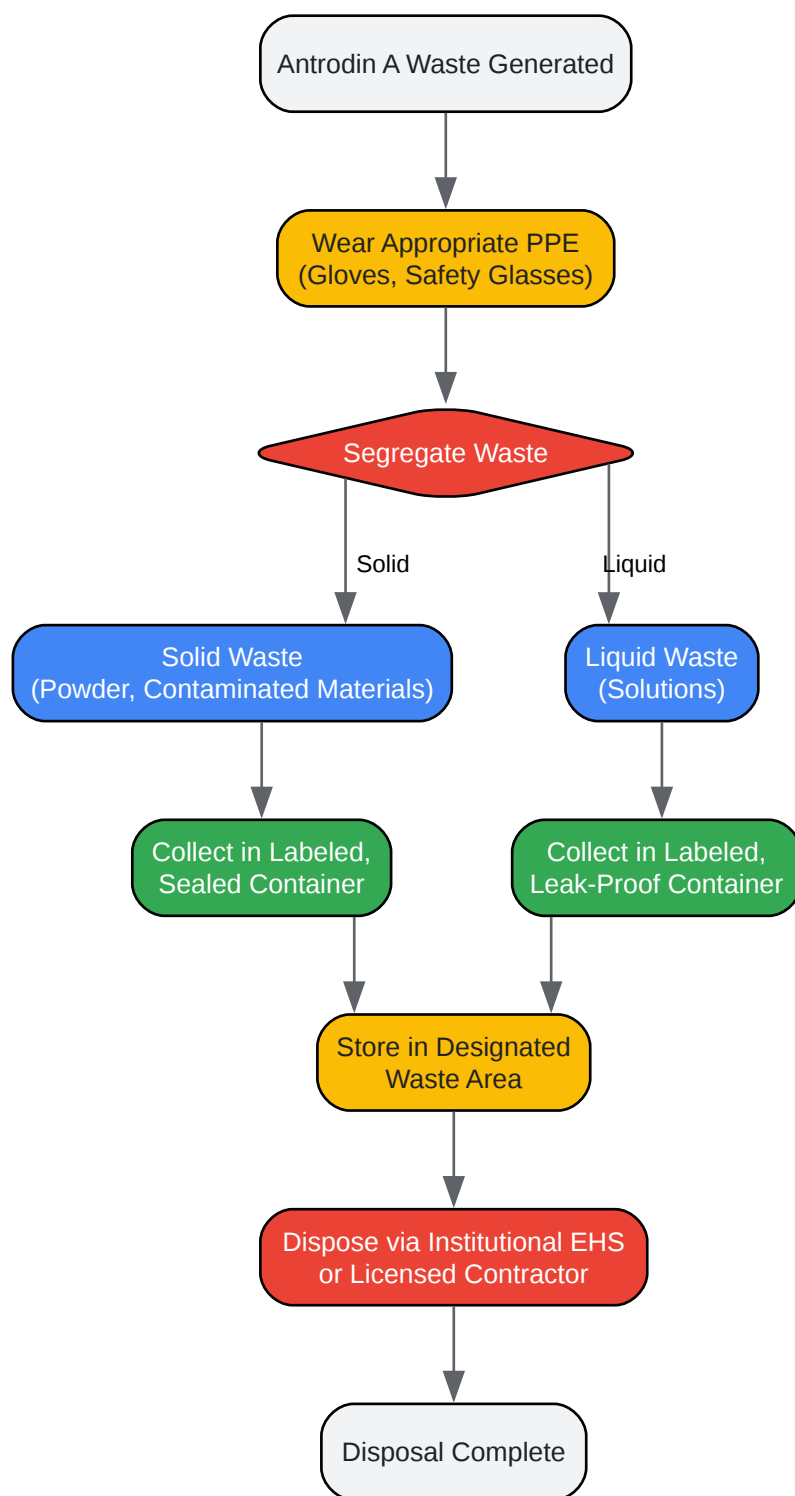 Antrodin A Waste Generated
Wear Appropriate PPE
(Gloves, Safety Glasses)
Segregate Waste
Solid
Liquid
Solid Waste
(Powder, Contaminated Materials)
Liquid Waste
(Solutions)
Collect in Labeled,
Sealed Container
Collect in Labeled,
Leak-Proof Container
Store in Designated
Waste Area
Dispose via Institutional EHS
or Licensed Contractor
Disposal Complete